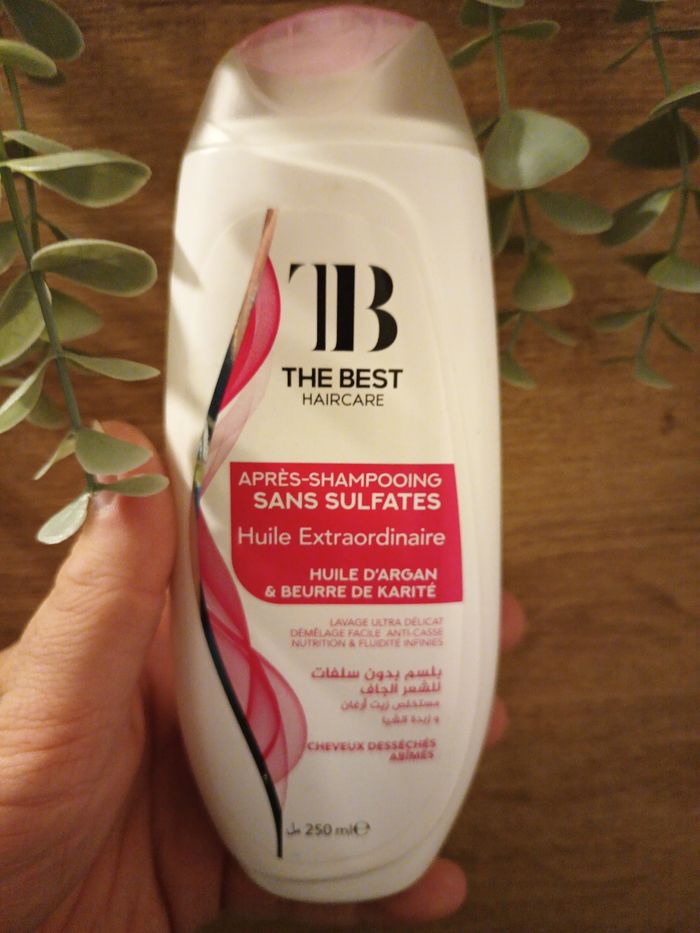 TB
THE BEST
HAIRCARE
APRÈS-SHAMPOOING
SANS SULFATES
Huile Extraordinaire
HUILE D'ARGAN
& BEURRE DE KARITÉ
LAVAGE ULTRA DÉLICAT
DÉMÊLAGE FACILE ANTI-CASSE
NUTRITION & FLUIDITÉ INFINIES
بلسم بدون سلفات
للشعر الجاف
مستخلص زيت أرغان
و زبدة الشيا
CHEVEUX DESSÉCHÉS
ABÎMÉS
مل 250 ml℮